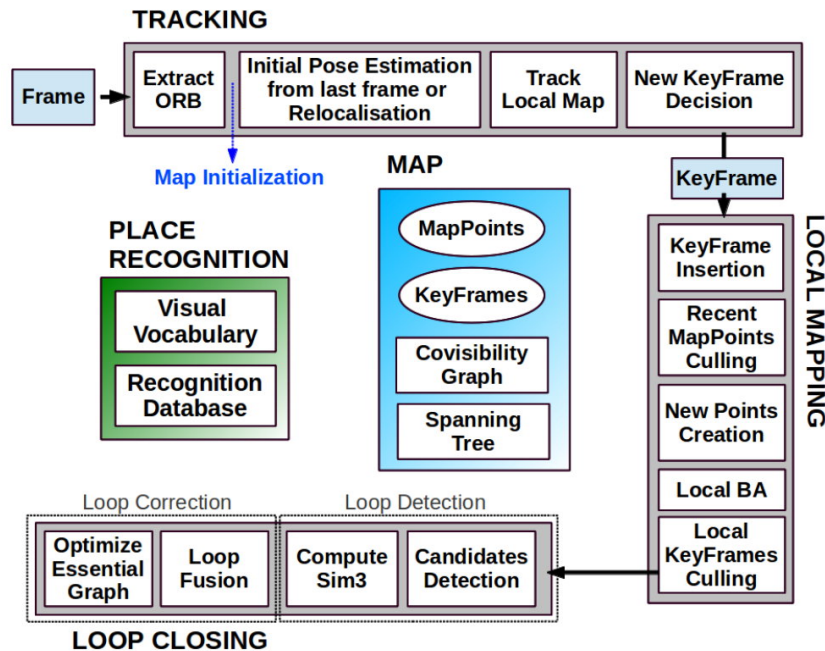 TRACKING
Frame
Extract
ORB
Initial Pose Estimation
from last frame or
Relocalisation
Track
Local Map
New KeyFrame
Decision
Map Initialization
MAP
KeyFrame
PLACE
RECOGNITION
Visual
Vocabulary
Recognition
Database
MapPoints
KeyFrames
Covisibility
Graph
Spanning
Tree
LOCAL MAPPING
KeyFrame
Insertion
Recent
MapPoints
Culling
New Points
Creation
Local BA
Local
KeyFrames
Culling
Loop Correction
Loop Detection
Optimize
Essential
Graph
Loop
Fusion
Compute
Sim3
Candidates
Detection
LOOP CLOSING